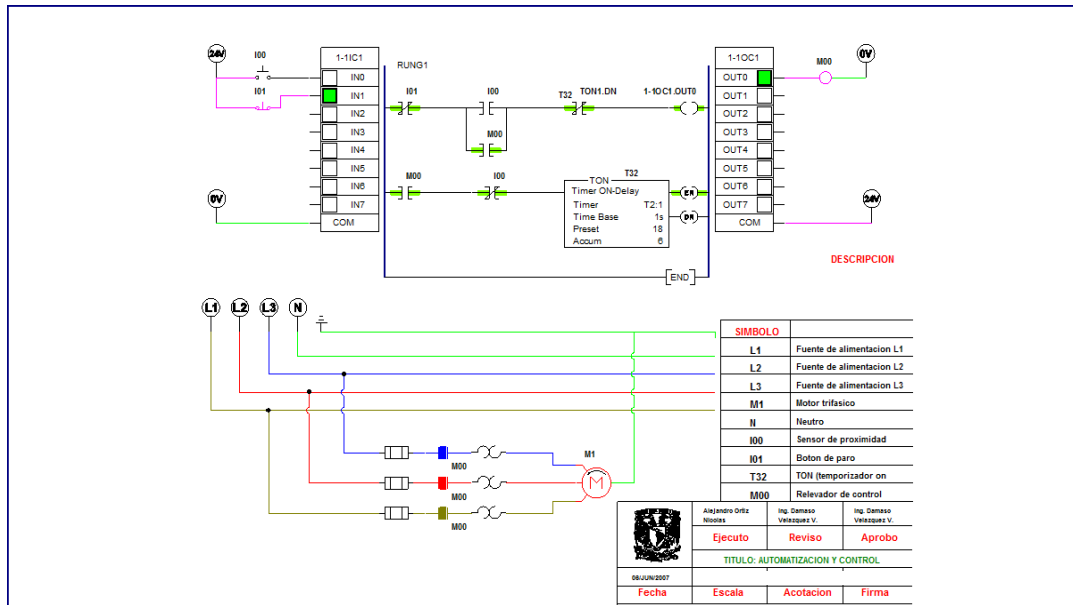 24V
I00
1-1IC1
IN0
I01
IN1
IN2
IN3
IN4
IN5
IN6
IN7
0V
COM
RUNG1
I01
I00
T32
TON1.DN
1-1OC1.OUT0
M00
M00
I00
T32
TON
Timer ON-Delay
Timer T2:1
Time Base 1s
Preset 18
Accum 6
EN
DN
END
1-1OC1
OUT0
OUT1
OUT2
OUT3
OUT4
OUT5
OUT6
OUT7
COM
M00
0V
24V
DESCRIPCION
L1
L2
L3
N
M00
M00
M00
M1
M
SIMBOLO
L1 Fuente de alimentacion L1
L2 Fuente de alimentacion L2
L3 Fuente de alimentacion L3
M1 Motor trifasico
N Neutro
I00 Sensor de proximidad
I01 Boton de paro
T32 TON (temporizador on
M00 Relevador de control
Alejandro Ortiz Nicolas
Ing. Damaso Velazquez V.
Ing. Damaso Velazquez V.
Ejecuto Reviso Aprobo
TITULO: AUTOMATIZACION Y CONTROL
08/JUN/2007
Fecha Escala Acotacion Firma